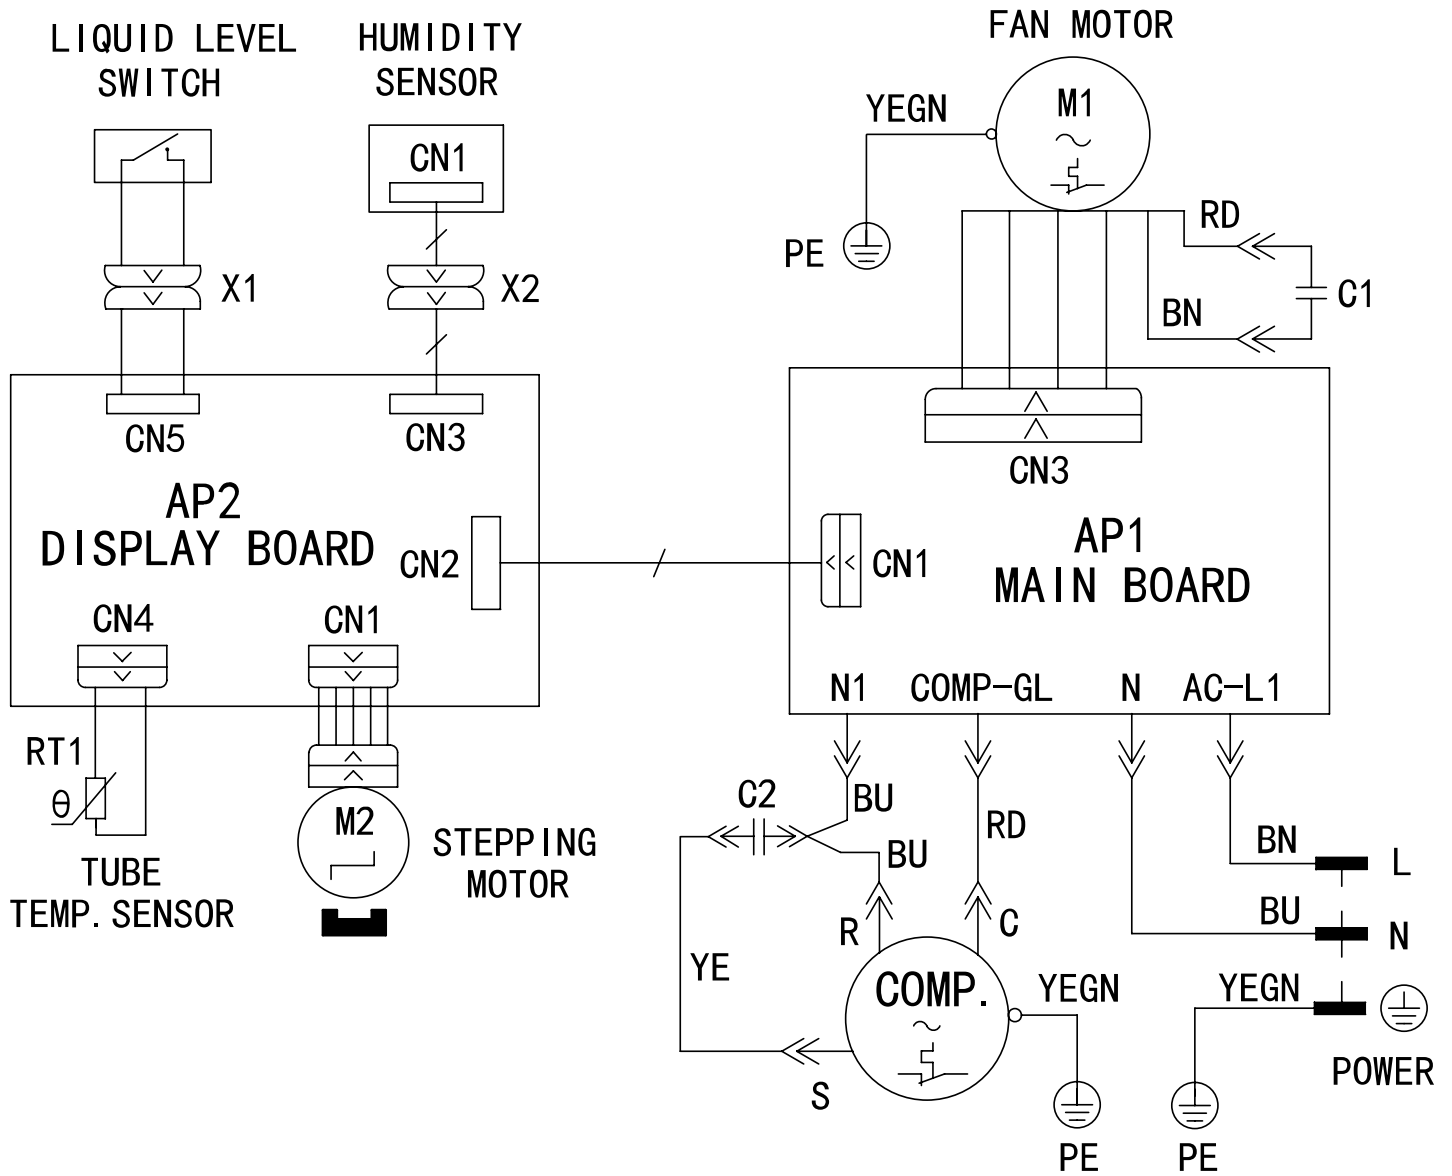 LIQUID LEVEL
SWITCH
HUMIDITY
SENSOR
FAN MOTOR
CN1
YEGN
M1
PE
RD
X1
X2
BN
C1
CN5
CN3
CN3
AP2
DISPLAY BOARD
CN2
CN1
AP1
MAIN BOARD
CN4
CN1
N1
COMP-GL
N
AC-L1
RT1
θ
M2
STEPPING
MOTOR
TUBE
TEMP. SENSOR
C2
BU
BU
RD
BN
L
BU
N
R
C
YE
COMP.
YEGN
YEGN
S
POWER
PE
PE